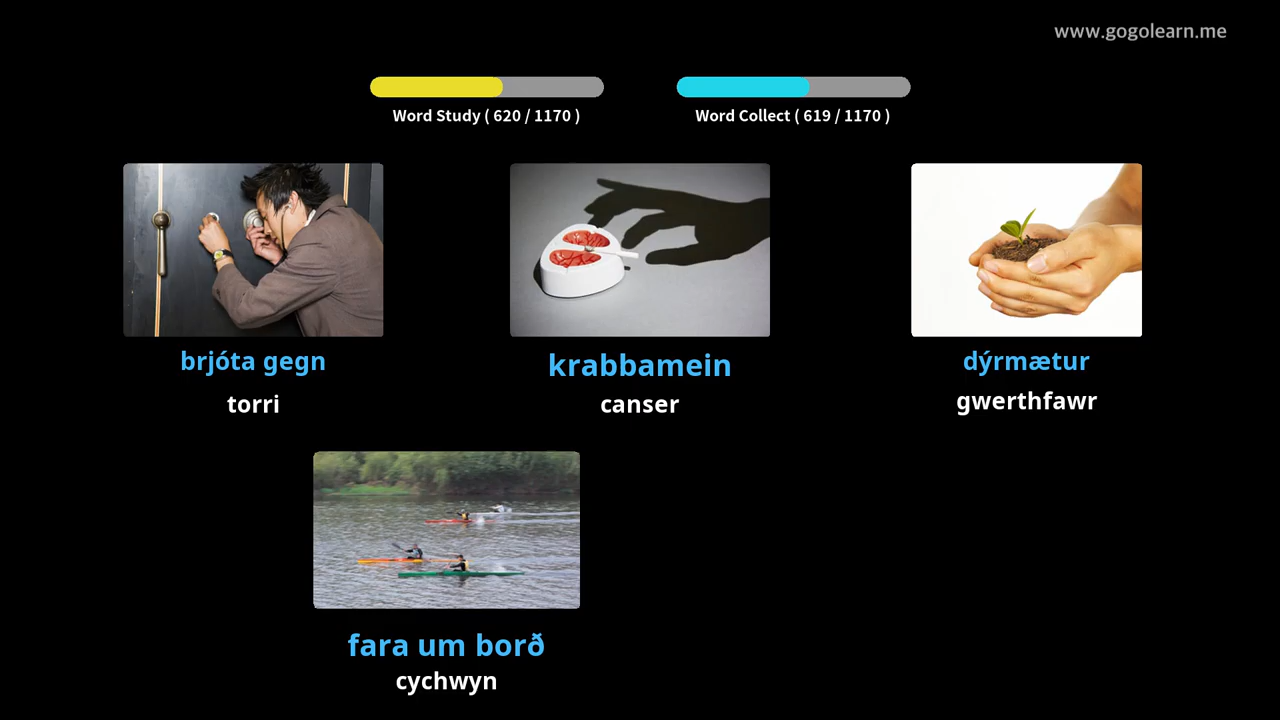 www.gogolearn.me
Word Study ( 620 / 1170 )
Word Collect ( 619 / 1170 )
brjóta gegn
torri
krabbamein
canser
dýrmætur
gwerthfawr
fara um borð
cychwyn